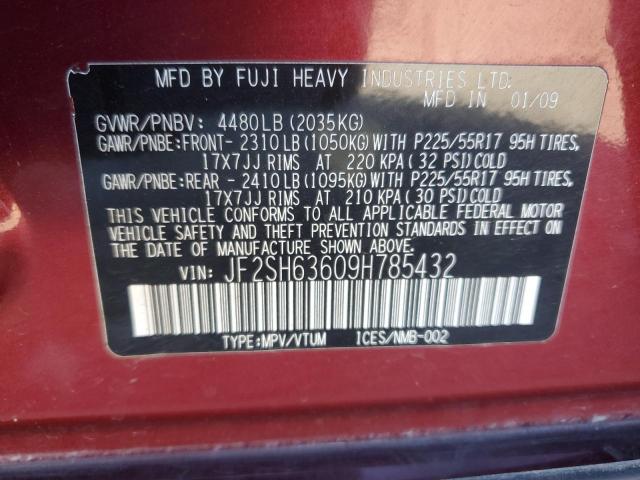 MFD BY FUJI HEAVY INDUSTRIES LTD.
MFD IN 01/09
GVWR/PNBV: 4480LB (2035KG)
GAWR/PNBE:FRONT- 2310LB(1050KG)WITH P225/55R17 95H TIRES,
17X7JJ RIMS AT 220 KPA ( 32 PSI)COLD
GAWR/PNBE:REAR - 2410LB(1095KG)WITH P225/55R17 95H TIRES,
17X7JJ RIMS AT 210 KPA ( 30 PSI)COLD
THIS VEHICLE CONFORMS TO ALL APPLICABLE FEDERAL MOTOR
VEHICLE SAFETY AND THEFT PREVENTION STANDARDS IN EFFECT ON
THE DATE OF MANUFACTURE SHOWN ABOVE.
VIN: JF2SH63609H785432
TYPE:MPV/VTUM ICES/NMB-002